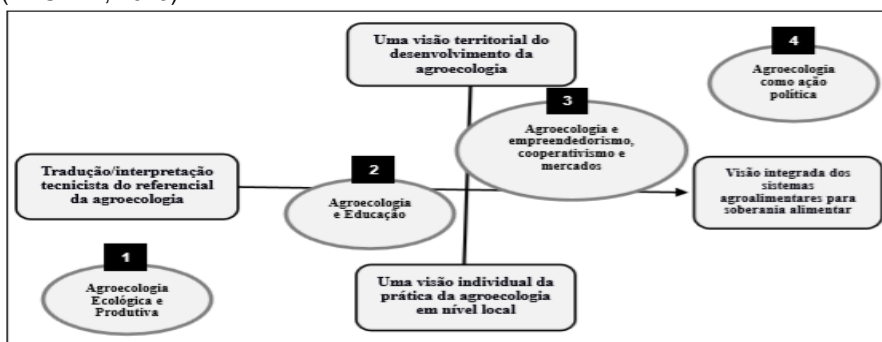 Uma visão territorial do
desenvolvimento da
agroecologia
4
Agroecologia
como ação
política
3
Agroecologia e
empreendedorismo,
cooperativismo e
mercados
Tradução/interpretação
tecnicista do referencial
da agroecologia
2
Agroecologia
e Educação
Visão integrada dos
sistemas
agroalimentares para
soberania alimentar
1
Agroecologia
Ecológica e
Produtiva
Uma visão individual da
prática da agroecologia
em nível local